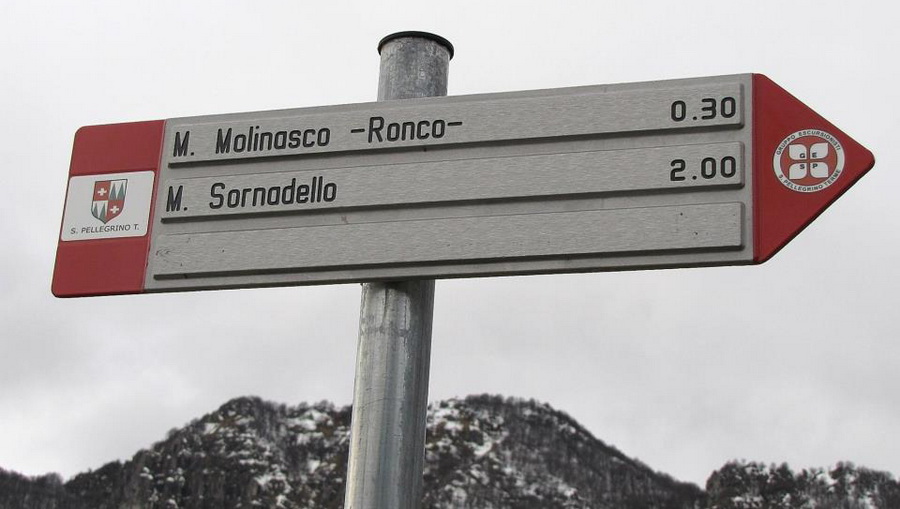 M. Molinasco -Ronco- 0.30
M. Sornadello 2.00
S. PELLEGRINO T.
GRUPPO ESCURSIONISTI
G E
S P
S. PELLEGRINO TERME